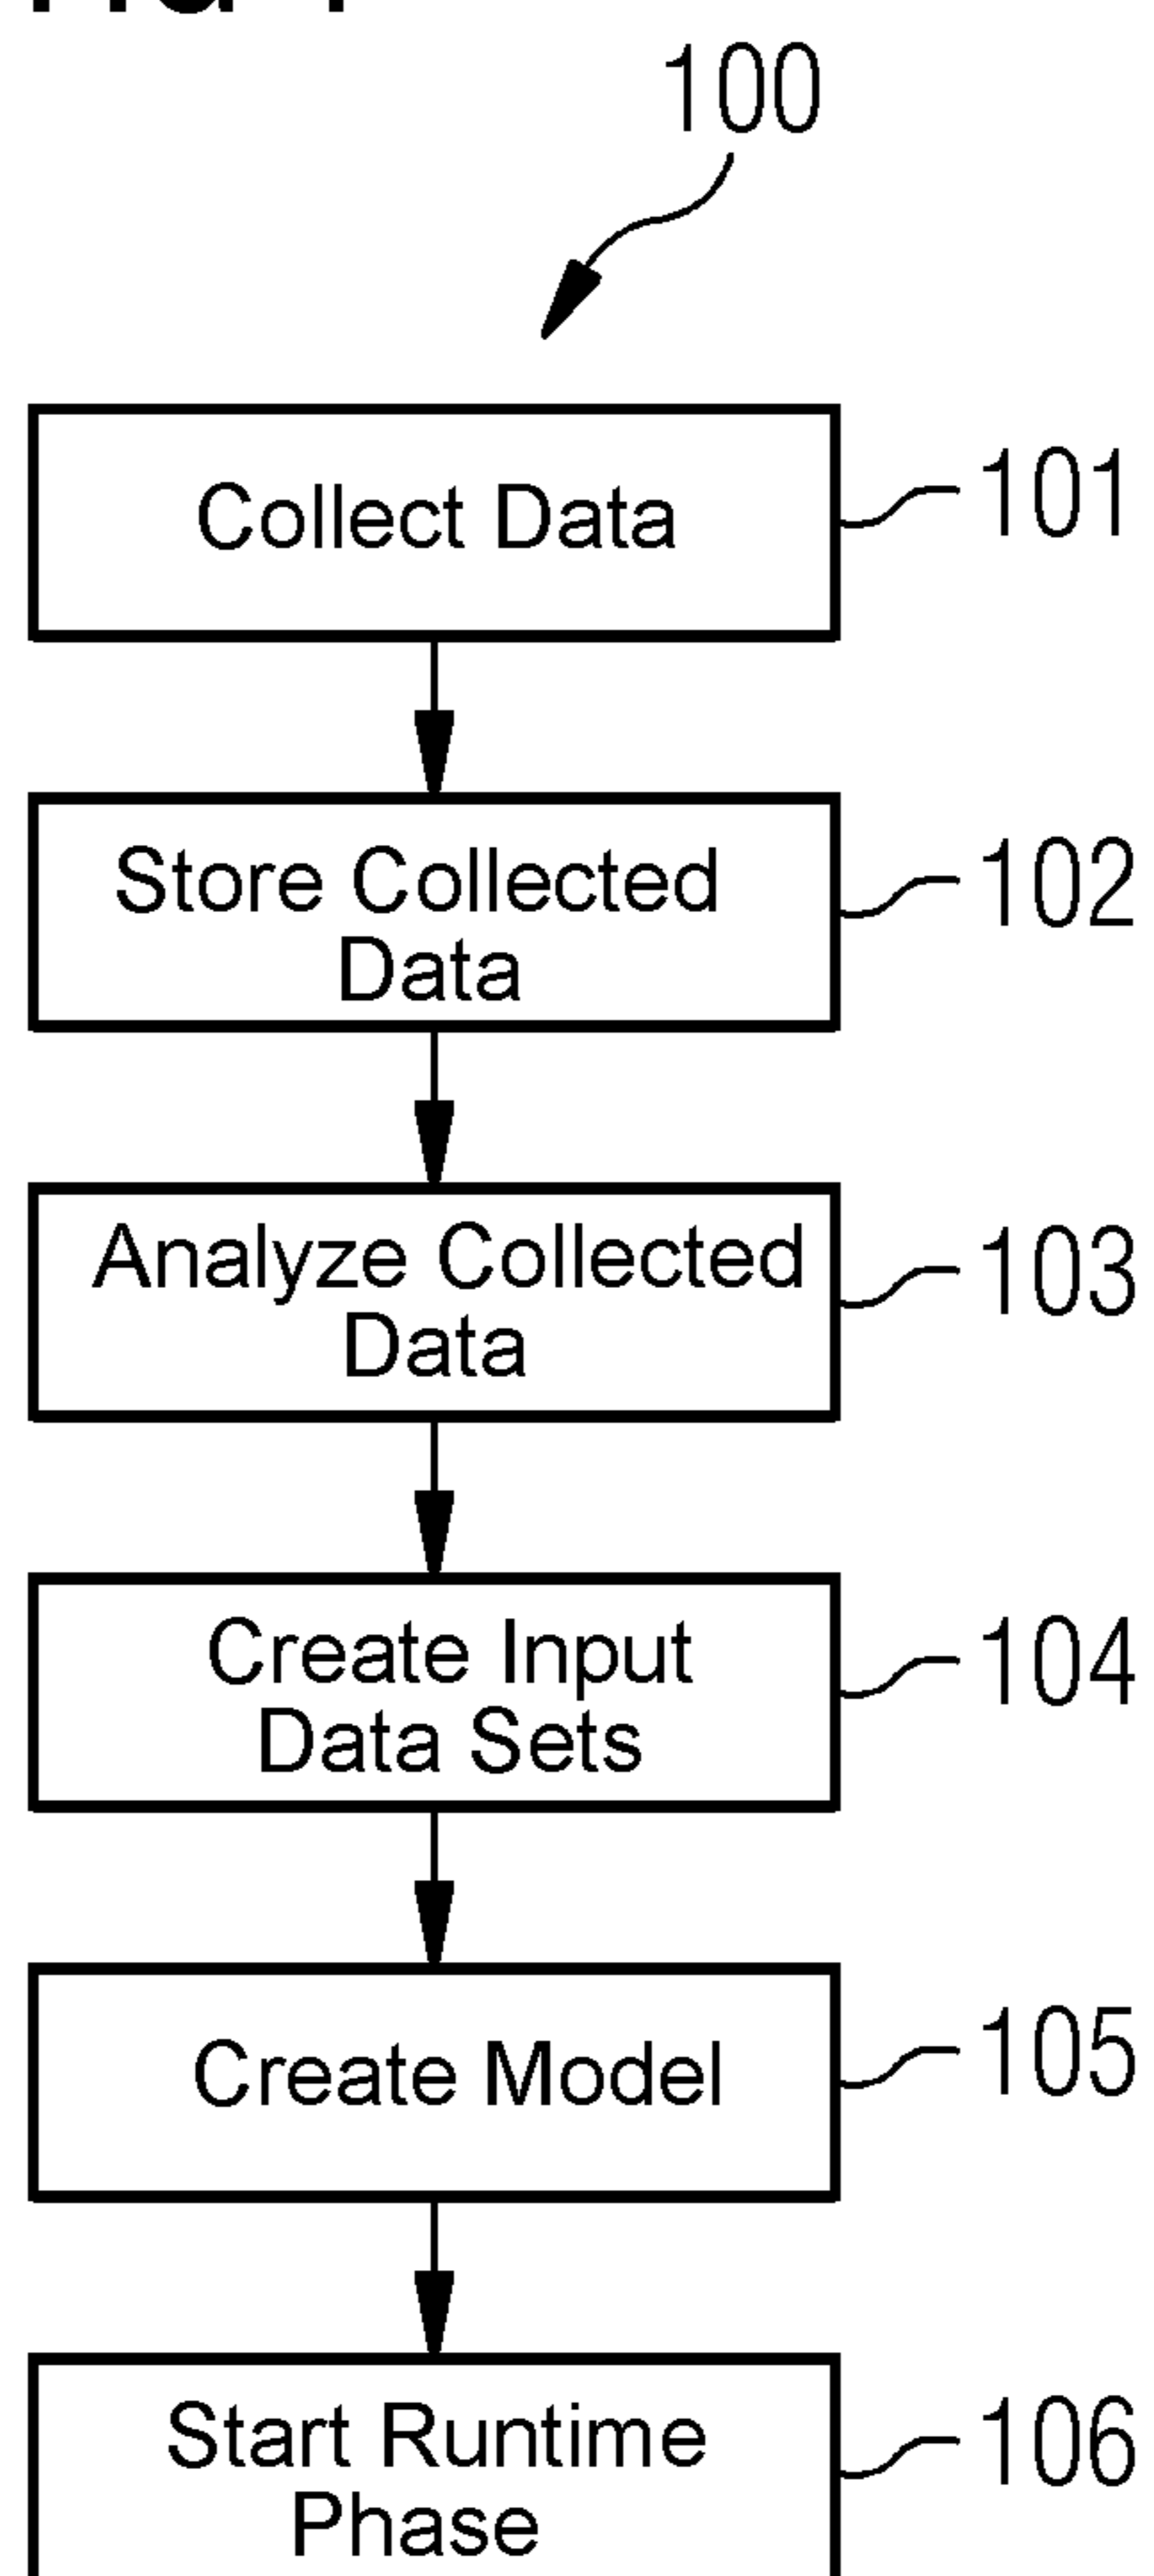 100
Collect Data
101
Store Collected
Data
102
Analyze Collected
Data
103
Create Input
Data Sets
104
Create Model
105
Start Runtime
Phase
106